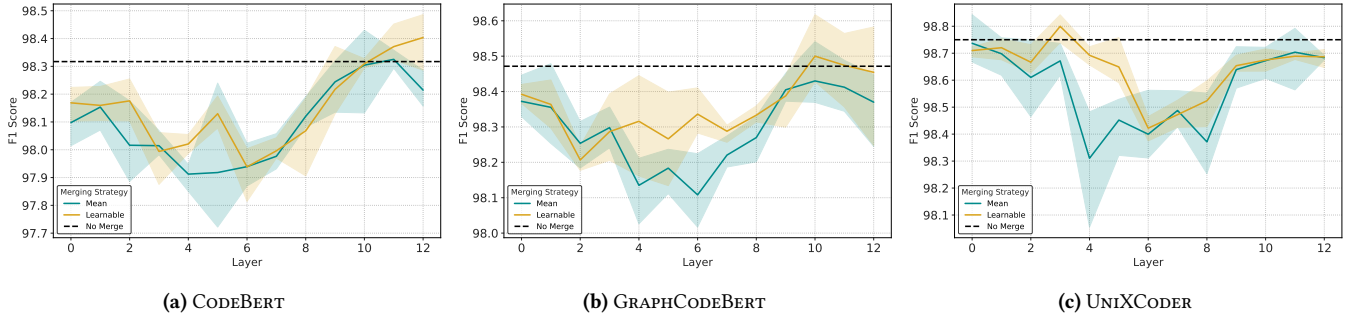 98.5
98.4
98.3
98.2
98.1
98.0
97.9
97.8
97.7
F1 Score
Merging Strategy
Mean
Learnable
No Merge
0 2 4 6 8 10 12
Layer
(a) CODEBERT
98.6
98.5
98.4
98.3
98.2
98.1
98.0
F1 Score
Merging Strategy
Mean
Learnable
No Merge
0 2 4 6 8 10 12
Layer
(b) GRAPHCODEBERT
98.8
98.7
98.6
98.5
98.4
98.3
98.2
98.1
F1 Score
Merging Strategy
Mean
Learnable
No Merge
0 2 4 6 8 10 12
Layer
(c) UNIXCODER